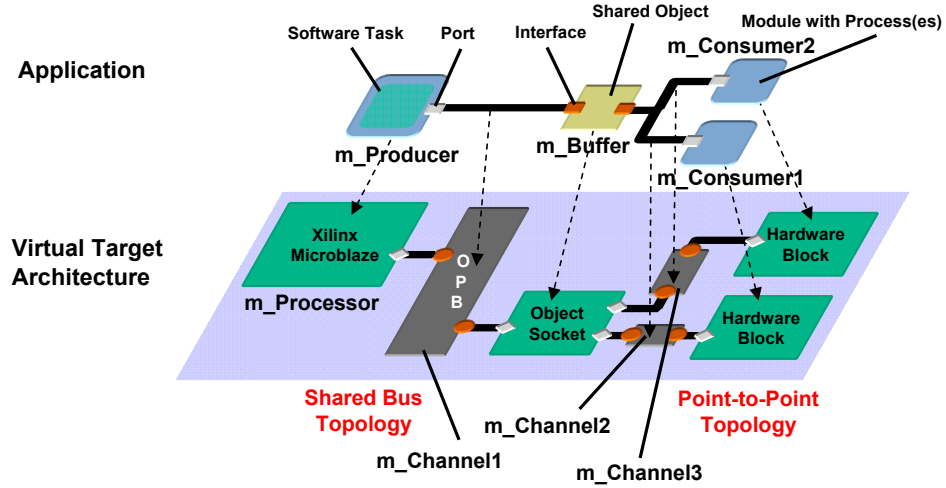 Shared Object
Software Task
Port
Interface
Module with Process(es)
m_Consumer2
Application
m_Producer
m_Buffer
m_Consumer1
Virtual Target
Architecture
Xilinx
Microblaze
m_Processor
O
P
B
Object
Socket
Hardware
Block
Hardware
Block
Shared Bus
Topology
Point-to-Point
Topology
m_Channel2
m_Channel1
m_Channel3